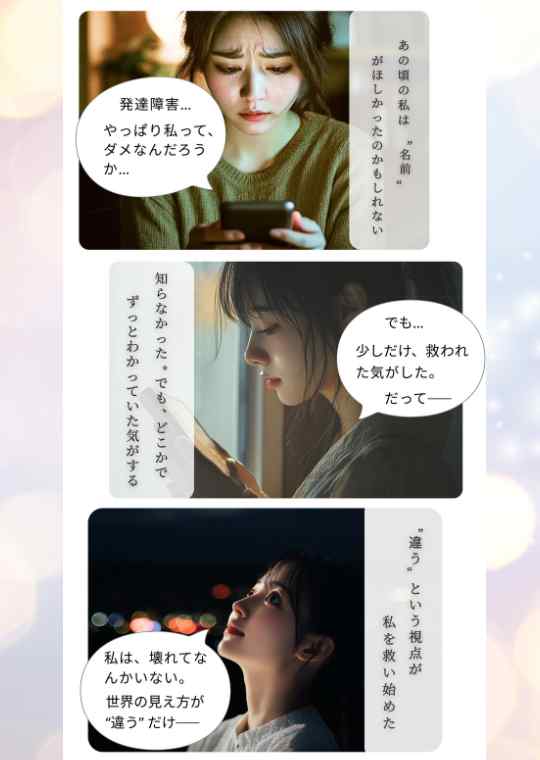 あの頃の私は〝名前〟
がほしかったのかもしれない
発達障害…
やっぱり私って、
ダメなんだろう
か…
でも…
少しだけ、救われ
た気がした。
だって──
知らなかった。でも、どこかで
ずっとわかっていた気がする
〝違う〟という視点が
私を救い始めた
私は、壊れてな
んかいない。
世界の見え方が
“違う” だけ──